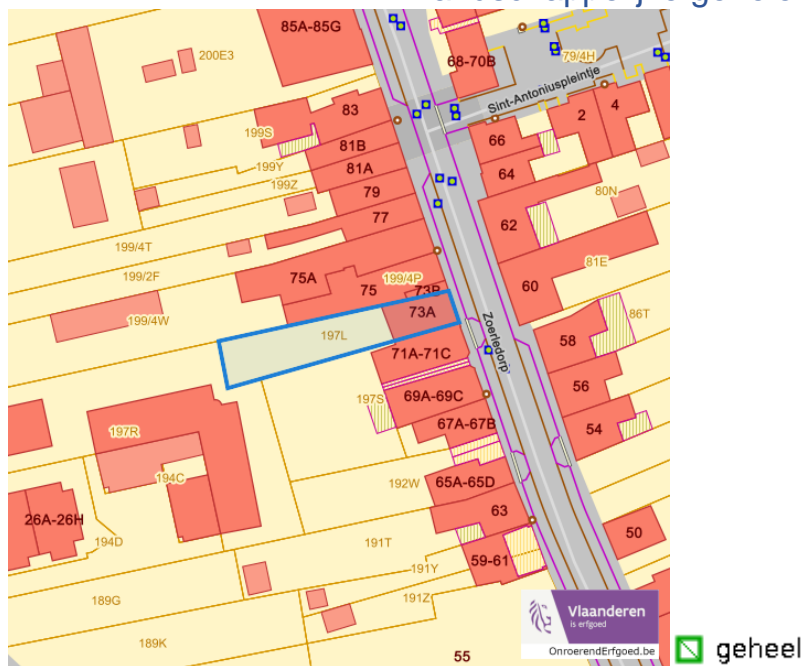 85A-85G
200E3
68-70B
79/4H
Sint-Antoniuspleintje
83
199S
81B
66
2
4
199Y
81A
64
199Z
79
80N
77
62
199/4T
81E
199/2F
75A
199/4P
75
73B
60
73A
199/4W
197L
Zoerledorp
86T
58
71A-71C
56
197S
69A-69C
67A-67B
54
197R
194C
192W
65A-65D
63
26A-26H
194D
191T
50
59-61
191Y
189G
191Z
189K
55
Vlaanderen
is erfgoed
OnroerendErfgoed.be
geheel